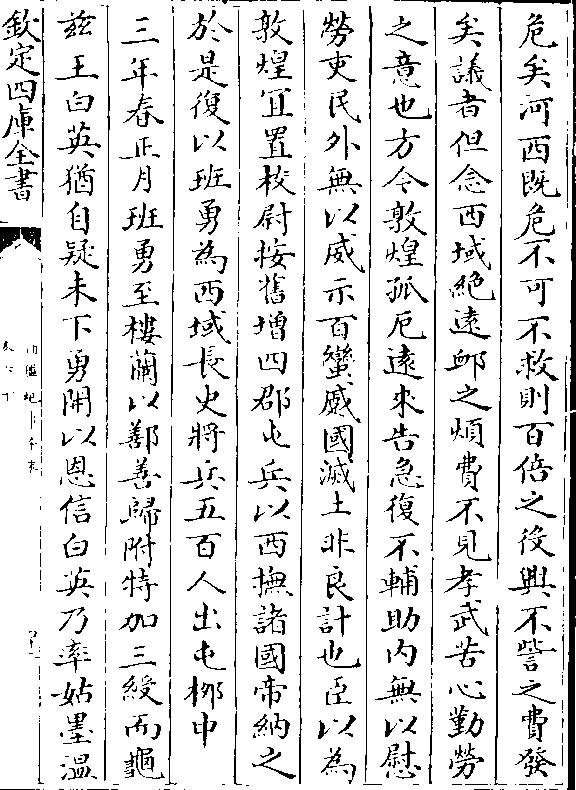 危矣河西既危不可不救則百倍之役興不訾之費發
矣議者但念西域絶遠䘏之煩費不見孝武苦心勤勞
之意也方今敦煌孤厄遠來告急復不輔助内無以慰
勞吏民外無以威示百蠻蹙國滅土非良計也臣以為
敦煌宜置校尉按舊增四郡屯兵以西撫諸國帝納之
於是復以班勇為西域長史將兵五百人出屯栁中
三年春正月班勇至樓蘭以鄯善歸附特加三綬而龜
兹王白英猶自疑未下勇開以恩信白英乃率姑墨溫
欽定四庫全書